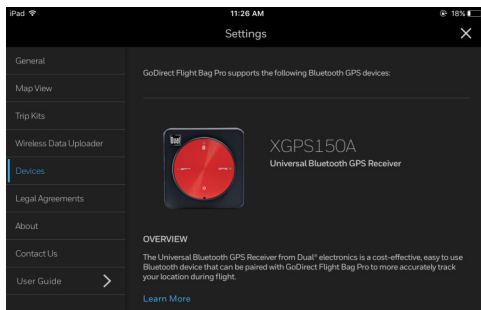 iPad 11:26 AM 18%
Settings
General
Map View
Trip Kits
Wireless Data Uploader
Devices
Legal Agreements
About
Contact Us
User Guide
GoDirect Flight Bag Pro supports the following Bluetooth GPS devices:
Dual
XGPS150A
Universal Bluetooth GPS Receiver
OVERVIEW
The Universal Bluetooth GPS Receiver from Dual® electronics is a cost-effective, easy to use
Bluetooth device that can be paired with GoDirect Flight Bag Pro to more accurately track
your location during flight.
Learn More